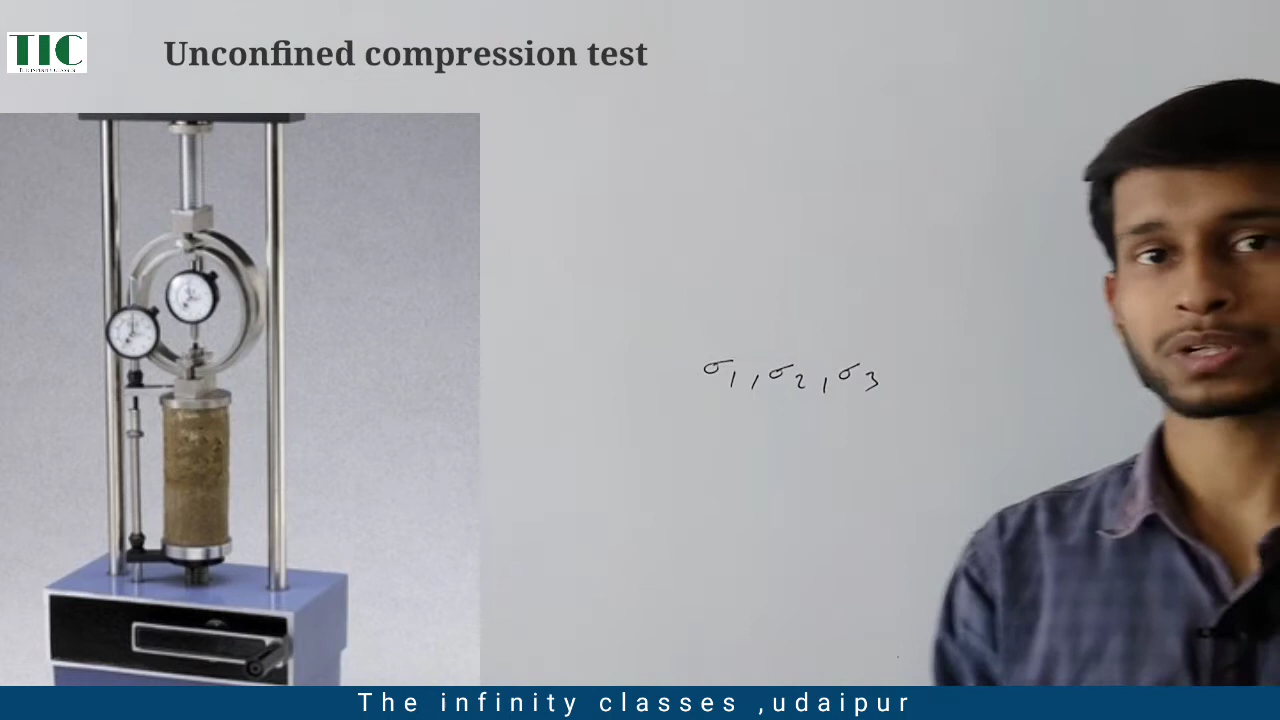 TIC
Unconfined compression test
σ1, σ2, σ3
The infinity classes ,udaipur